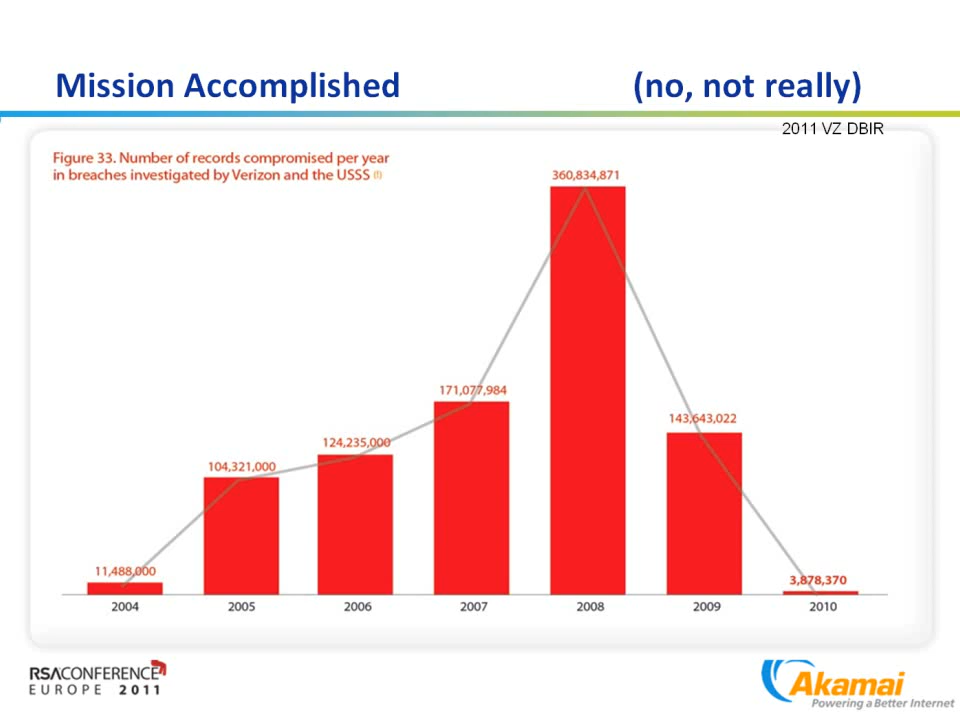 Mission Accomplished (no, not really)
2011 VZ DBIR
Figure 33. Number of records compromised per year
in breaches investigated by Verizon and the USSS (f)
360,834,871
171,077,984
143,643,022
124,235,000
104,321,000
11,488,000
3,878,370
2004 2005 2006 2007 2008 2009 2010
RSACONFERENCE
EUROPE 2011
Akamai
Powering a Better Internet